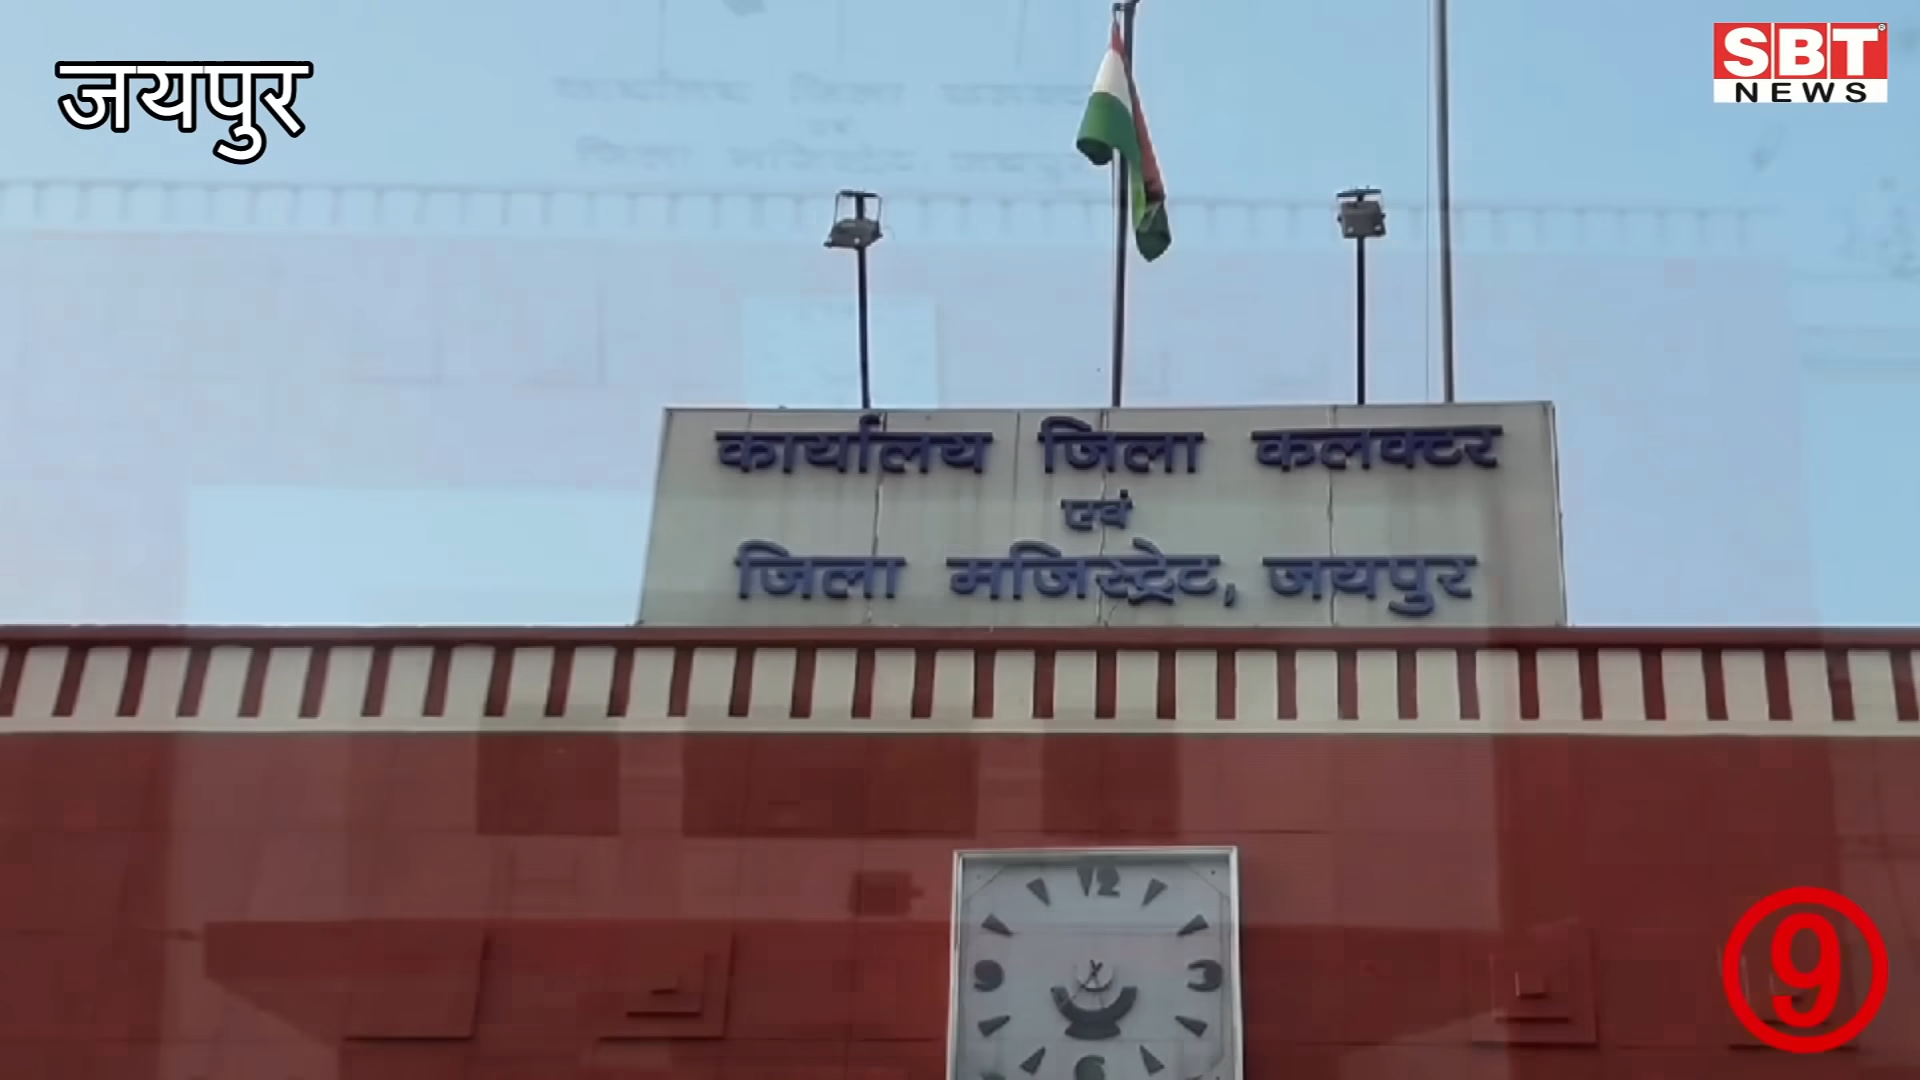 जयपुर
SBT
NEWS
कार्यालय जिला कलक्टर
एवं
जिला मजिस्ट्रेट, जयपुर
12
9
3
6
9